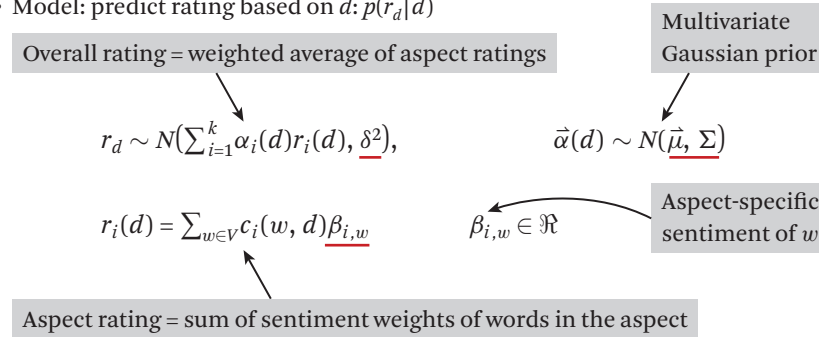 • Model: predict rating based on d: p(r_d|d)
Multivariate
Gaussian prior
Overall rating = weighted average of aspect ratings
r_d ∼ N(∑_{i=1}^{k} α_i(d)r_i(d), δ²),
α⃗(d) ∼ N(μ⃗, Σ)
r_i(d) = ∑_{w∈V} c_i(w, d)β_{i,w}
β_{i,w} ∈ ℜ
Aspect-specific
sentiment of w
Aspect rating = sum of sentiment weights of words in the aspect